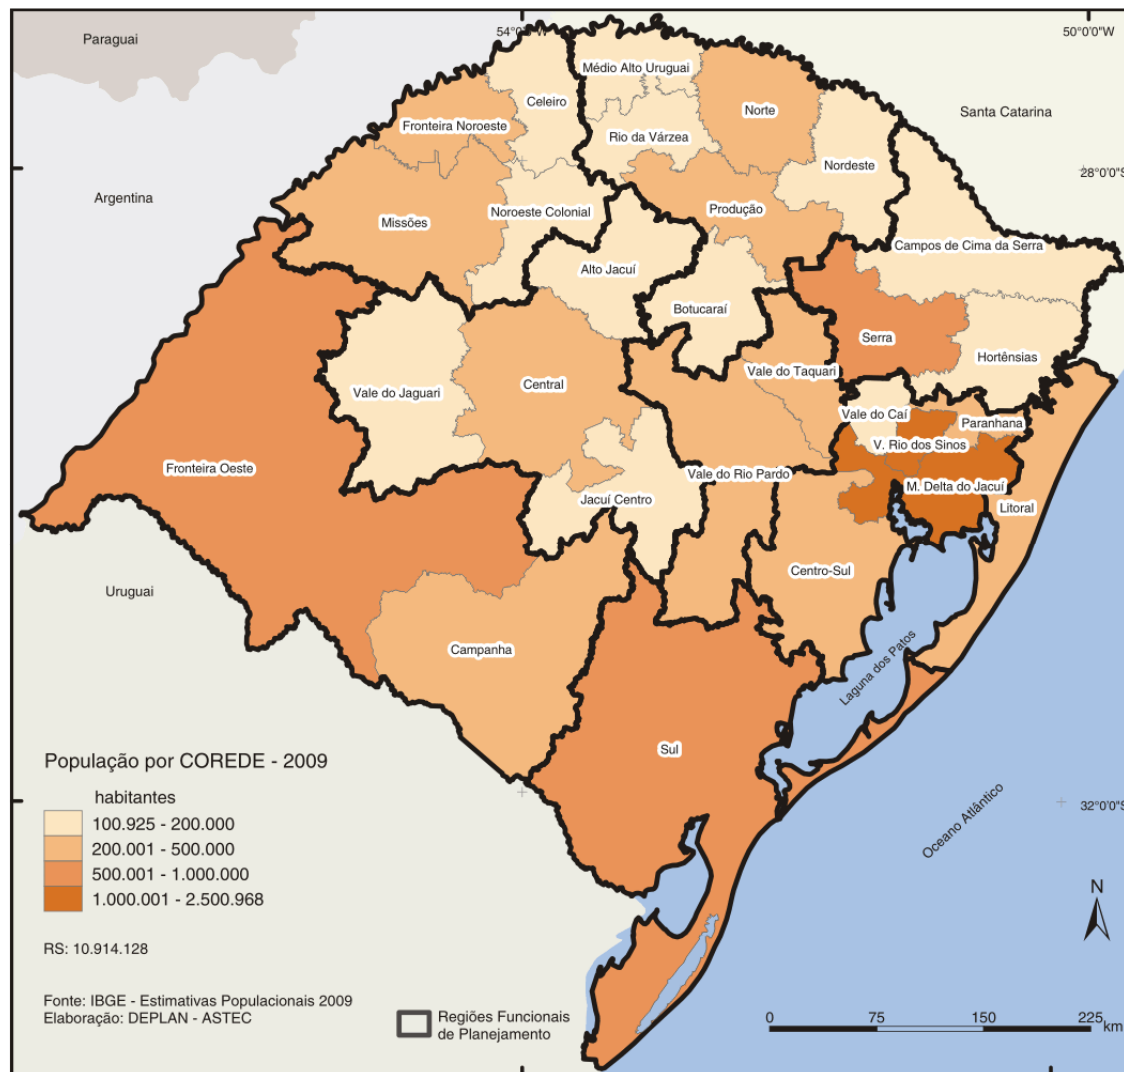 Paraguai
54°0'0"W
50°0'0"W
Médio Alto Uruguai
Celeiro
Norte
Santa Catarina
Fronteira Noroeste
Rio da Várzea
Nordeste
28°0'0"S
Argentina
Missões
Noroeste Colonial
Produção
Campos de Cima da Serra
Alto Jacuí
Botucaraí
Serra
Hortênsias
Vale do Jaguari
Central
Vale do Taquari
Vale do Caí
Paranhana
V. Rio dos Sinos
Fronteira Oeste
Vale do Rio Pardo
M. Delta do Jacuí
Jacuí Centro
Litoral
Centro-Sul
Uruguai
Campanha
Laguna dos Patos
Sul
População por COREDE - 2009
habitantes
100.925 - 200.000
200.001 - 500.000
500.001 - 1.000.000
1.000.001 - 2.500.968
32°0'0"S
Oceano Atlântico
N
RS: 10.914.128
Fonte: IBGE - Estimativas Populacionais 2009
Elaboração: DEPLAN - ASTEC
Regiões Funcionais
de Planejamento
0 75 150 225
km